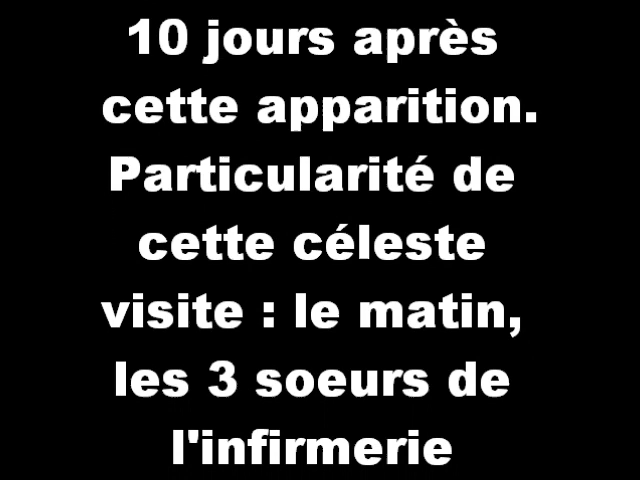 10 jours après
cette apparition.
Particularité de
cette céleste
visite : le matin,
les 3 soeurs de
l'infirmerie